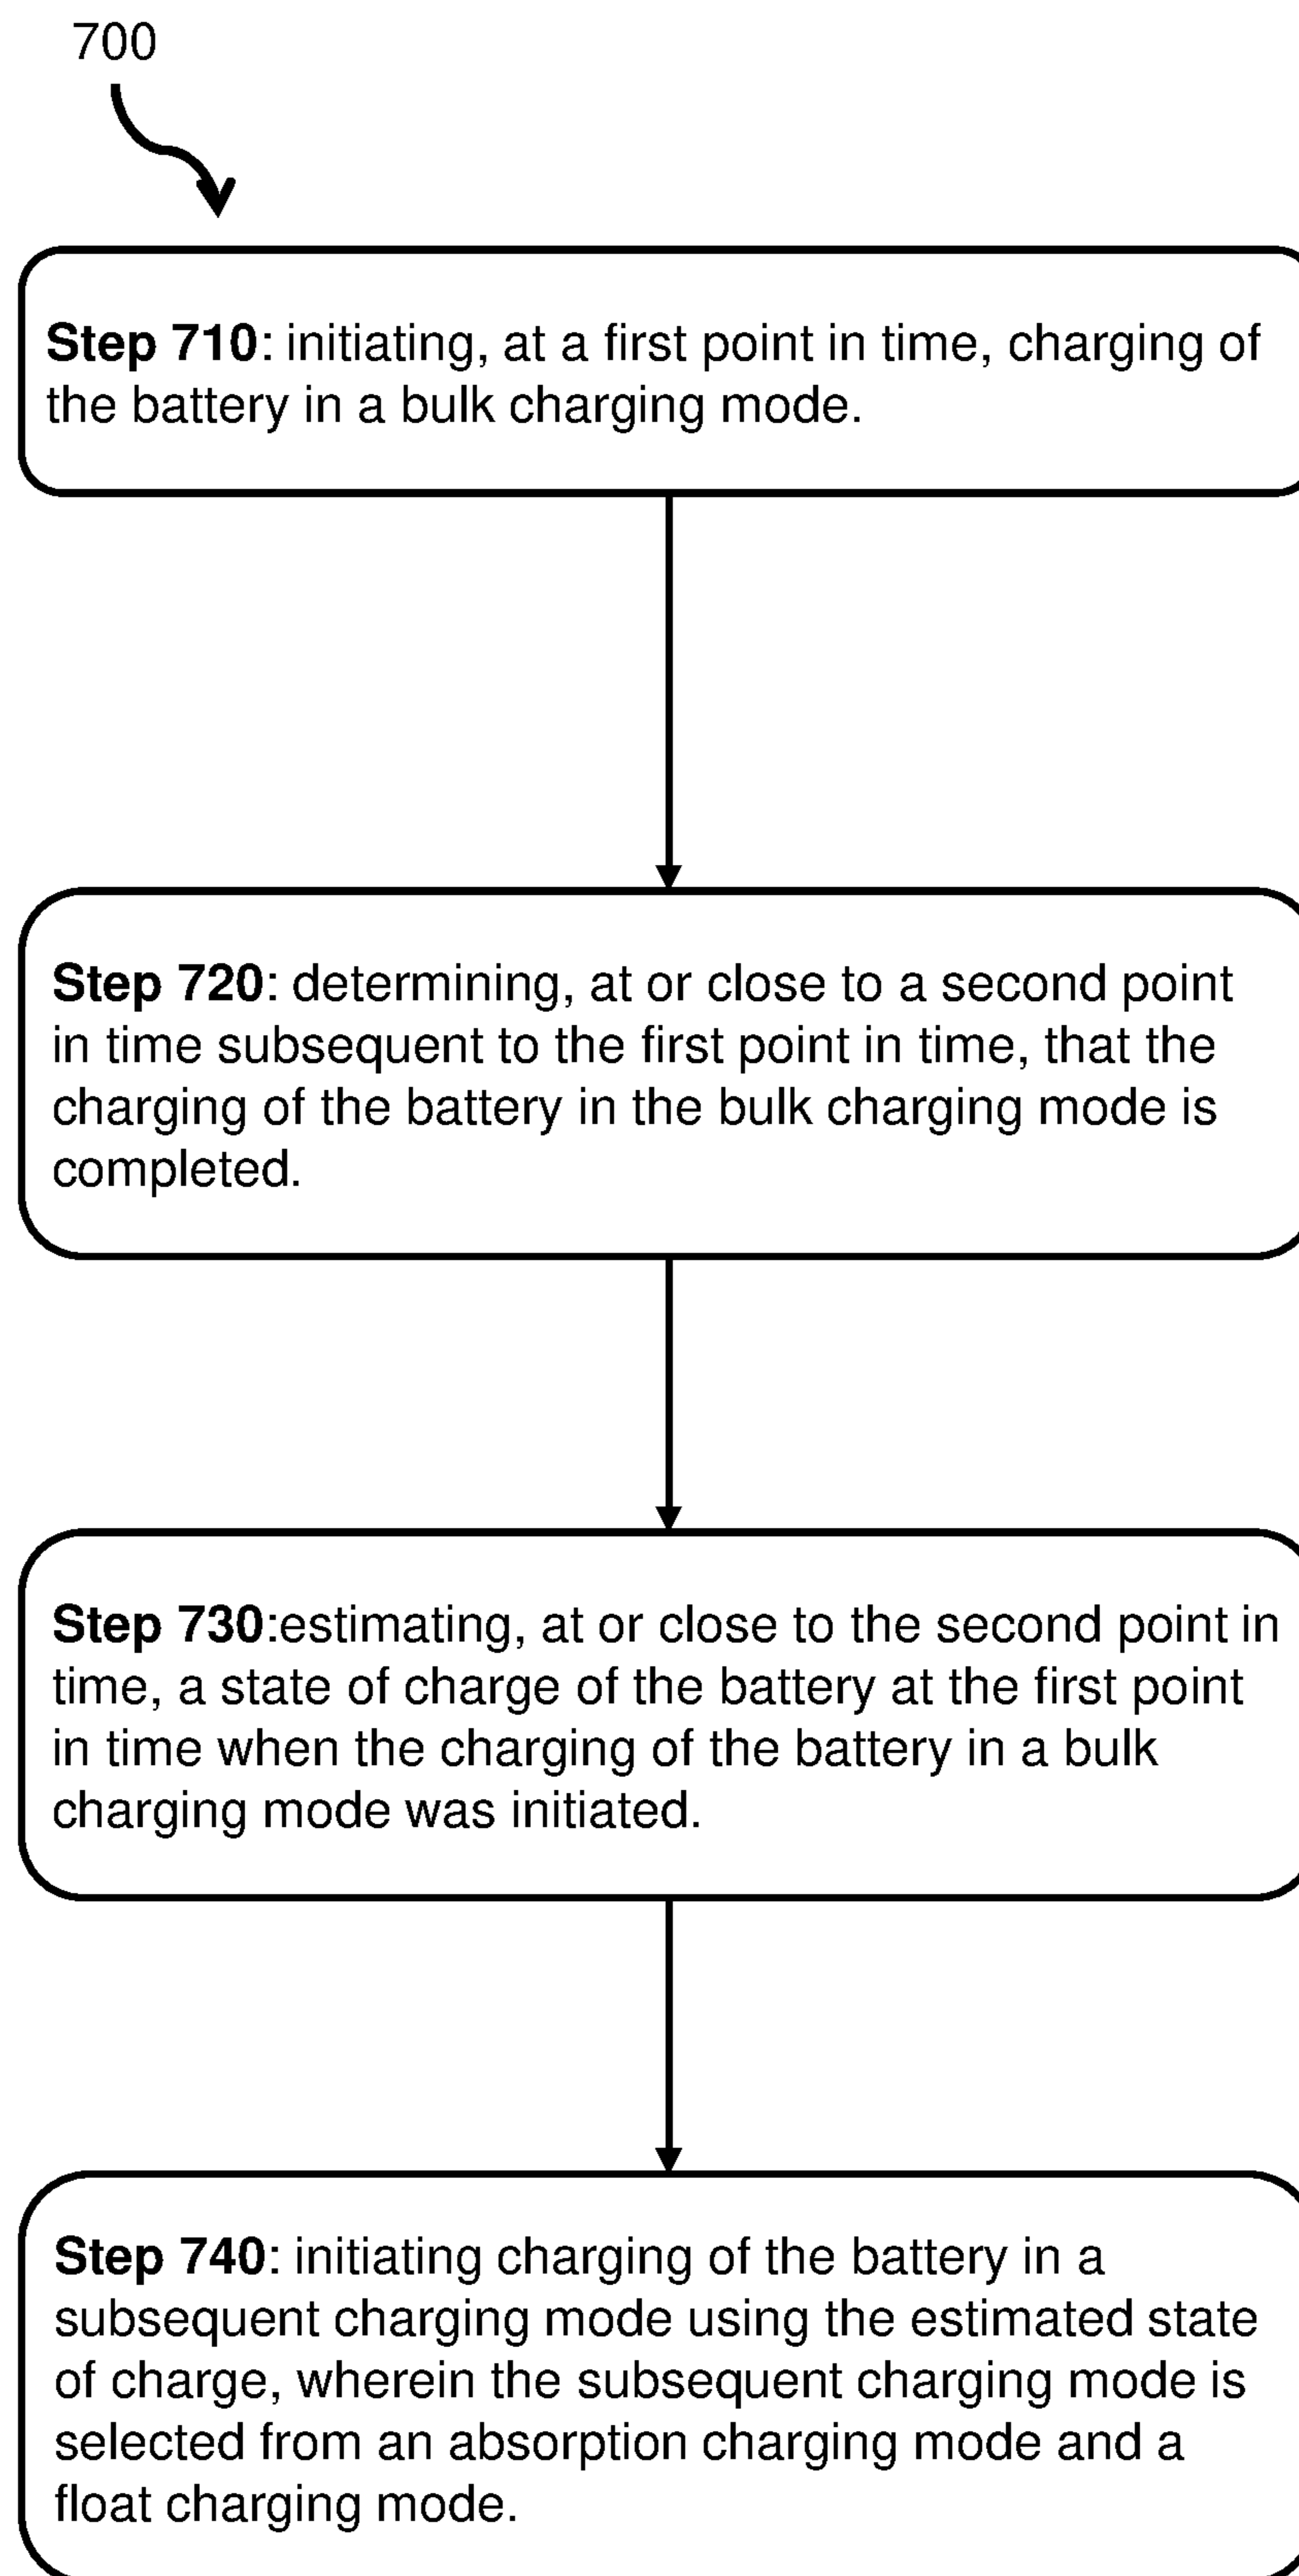 700
Step 710: initiating, at a first point in time, charging of
the battery in a bulk charging mode.
Step 720: determining, at or close to a second point
in time subsequent to the first point in time, that the
charging of the battery in the bulk charging mode is
completed.
Step 730:estimating, at or close to the second point in
time, a state of charge of the battery at the first point
in time when the charging of the battery in a bulk
charging mode was initiated.
Step 740: initiating charging of the battery in a
subsequent charging mode using the estimated state
of charge, wherein the subsequent charging mode is
selected from an absorption charging mode and a
float charging mode.